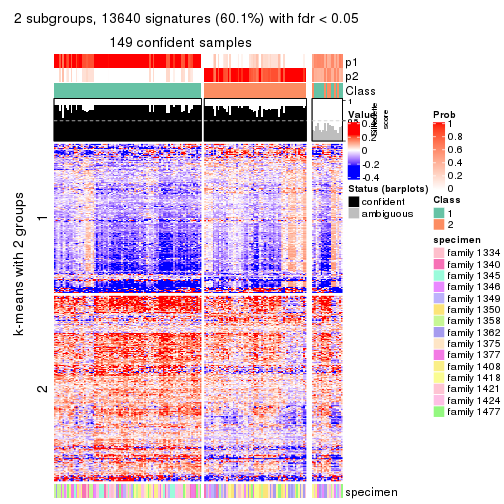 2 subgroups, 13640 signatures (60.1%) with fdr < 0.05
149 confident samples
p1
p2
Class
1
0.5
Silhouette
score
k-means with 2 groups
1
2
specimen
Value
0.2
0
-0.2
-0.4
Status (barplots)
confident
ambiguous
Prob
1
0.8
0.6
0.4
0.2
0
Class
1
2
specimen
family 1334
family 1340
family 1345
family 1346
family 1349
family 1350
family 1358
family 1362
family 1375
family 1377
family 1408
family 1418
family 1421
family 1424
family 1477